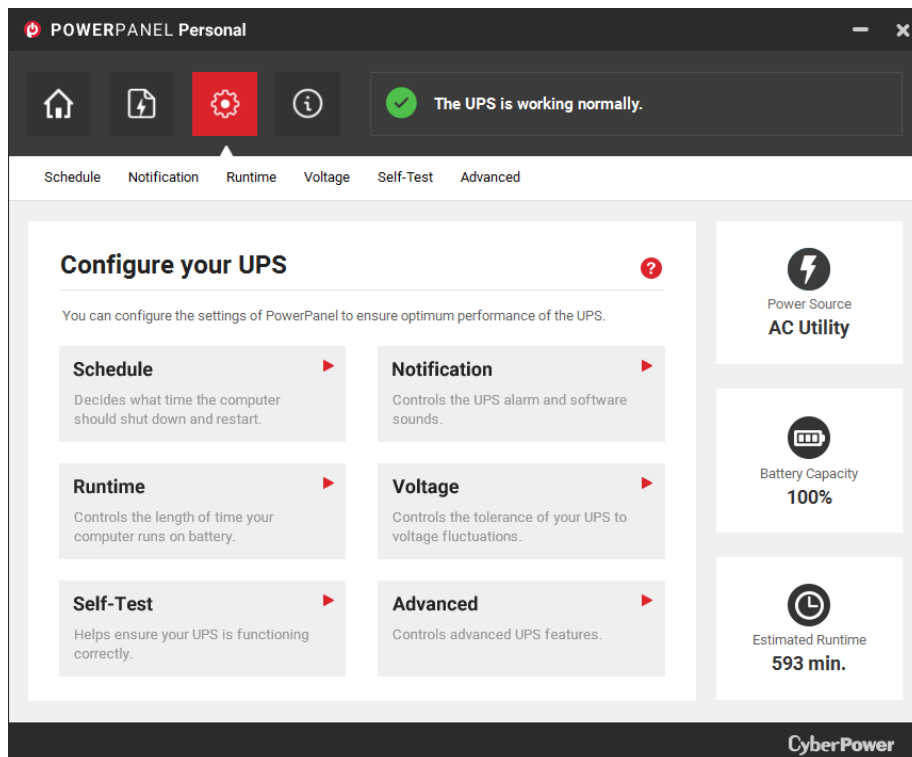 POWERPANEL Personal
The UPS is working normally.
Schedule Notification Runtime Voltage Self-Test Advanced
Configure your UPS
?
You can configure the settings of PowerPanel to ensure optimum performance of the UPS.
Schedule
Decides what time the computer
should shut down and restart.
Notification
Controls the UPS alarm and software
sounds.
Runtime
Controls the length of time your
computer runs on battery.
Voltage
Controls the tolerance of your UPS to
voltage fluctuations.
Self-Test
Helps ensure your UPS is functioning
correctly.
Advanced
Controls advanced UPS features.
Power Source
AC Utility
Battery Capacity
100%
Estimated Runtime
593 min.
CyberPower